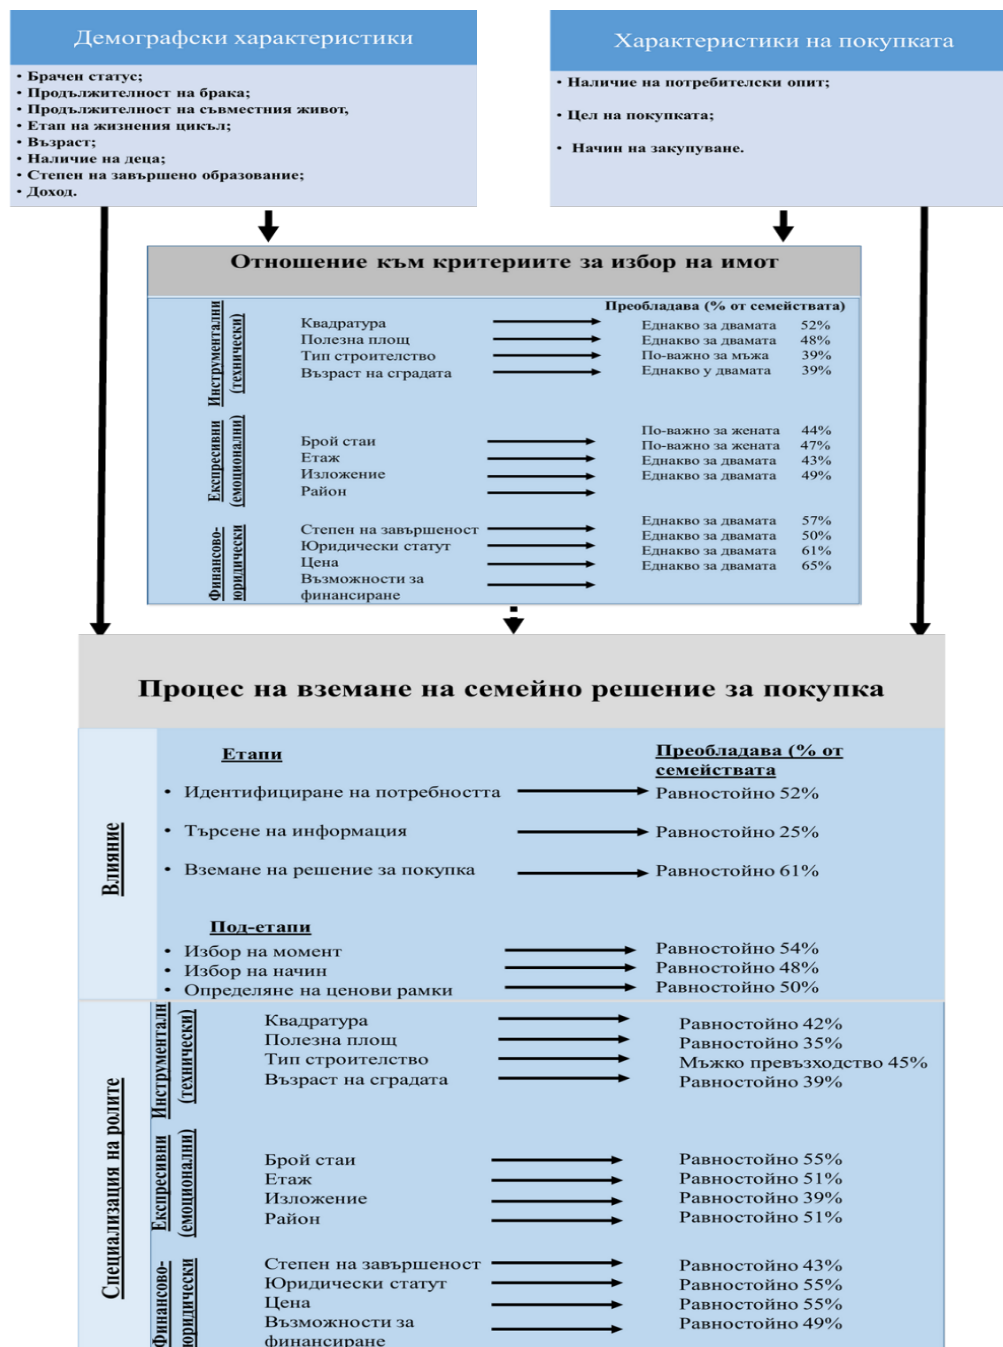 Демографски характеристики
• Брачен статус;
• Продължителност на брака;
• Продължителност на съвместния живот,
• Етап на жизнения цикъл;
• Възраст;
• Наличие на деца;
• Степен на завършено образование;
• Доход.
Характеристики на покупката
• Наличие на потребителски опит;
• Цел на покупката;
• Начин на закупуване.
Отношение към критериите за избор на имот
Преобладава (% от семействата)
Инструментални
(технически)
Квадратура Еднакво за двамата 52%
Полезна площ Еднакво за двамата 48%
Тип строителство По-важно за мъжа 39%
Възраст на сградата Еднакво у двамата 39%
Експресивни
(емоционални)
Брой стаи По-важно за жената 44%
Етаж По-важно за жената 47%
Изложение Еднакво за двамата 43%
Район Еднакво за двамата 49%
Финансово-
юридически
Степен на завършеност Еднакво за двамата 57%
Юридически статут Еднакво за двамата 50%
Цена Еднакво за двамата 61%
Възможности за Еднакво за двамата 65%
финансиране
Процес на вземане на семейно решение за покупка
Влияние
Етапи
Преобладава (% от
семействата
• Идентифициране на потребността Равностойно 52%
• Търсене на информация Равностойно 25%
• Вземане на решение за покупка Равностойно 61%
Под-етапи
• Избор на момент Равностойно 54%
• Избор на начин Равностойно 48%
• Определяне на ценови рамки Равностойно 50%
Специализация на ролите
Инструменталн
(технически)
Квадратура Равностойно 42%
Полезна площ Равностойно 35%
Тип строителство Мъжко превъзходство 45%
Възраст на сградата Равностойно 39%
Експресивни
(емоционални)
Брой стаи Равностойно 55%
Етаж Равностойно 51%
Изложение Равностойно 39%
Район Равностойно 51%
Финансово-
юридически
Степен на завършеност Равностойно 43%
Юридически статут Равностойно 55%
Цена Равностойно 55%
Възможности за Равностойно 49%
финансиране